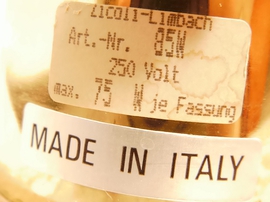 Zicoli-Limbach
Art.-Nr. 85W
250 Volt
max. 75 W je Fassung
MADE IN ITALY